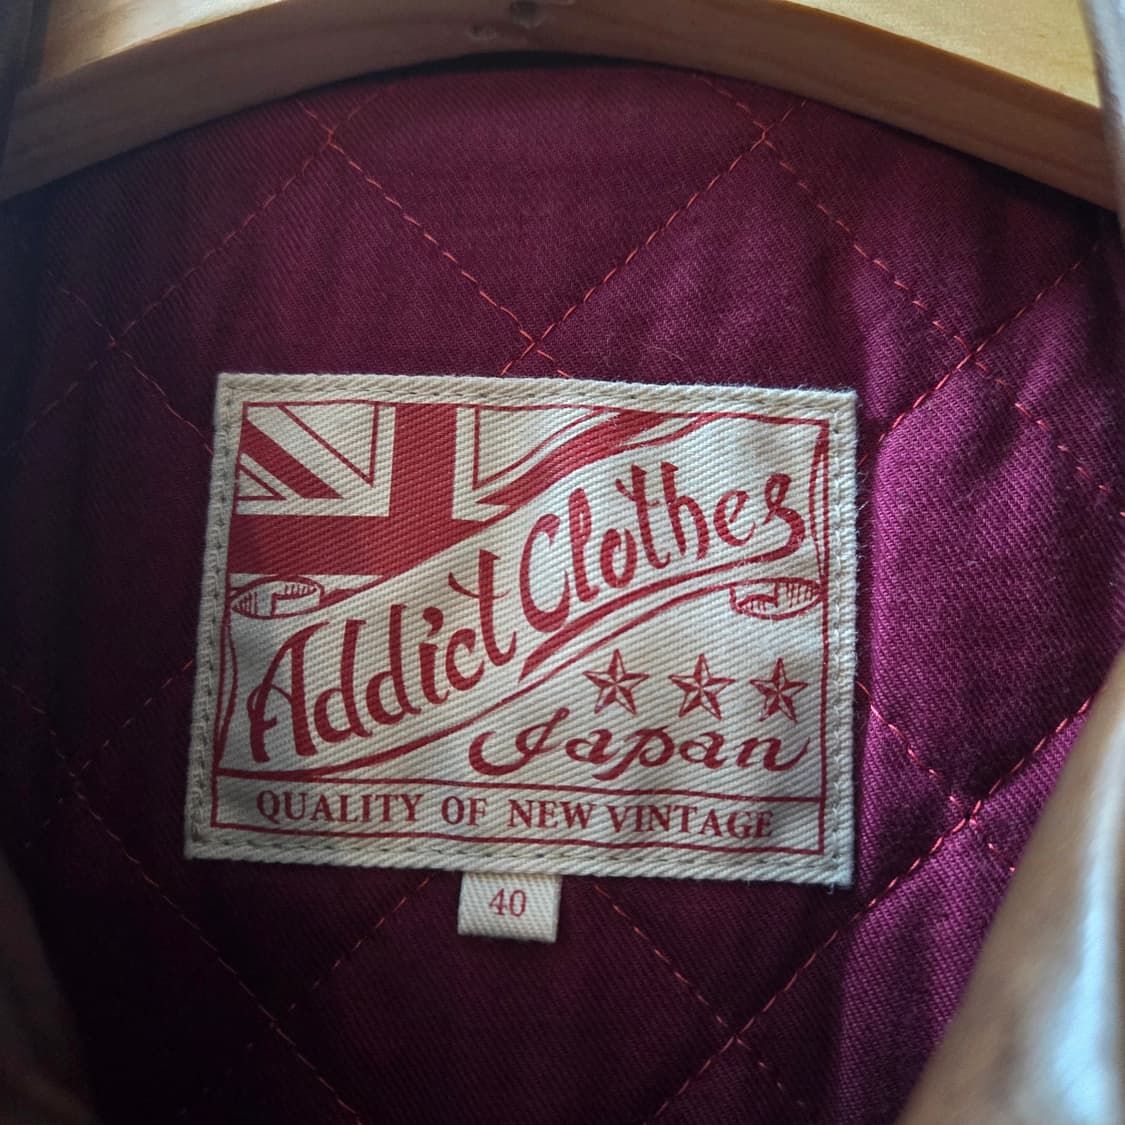 Addict Clothes
Japan
QUALITY OF NEW VINTAGE
40